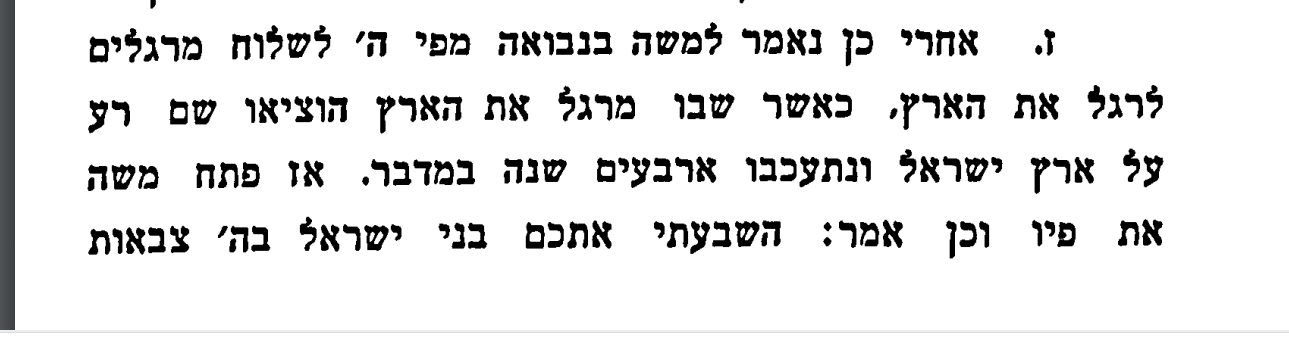 ז. אחרי כן נאמר למשה בנבואה מפי ה׳ לשלוח מרגלים
לרגל את הארץ, כאשר שבו מרגל את הארץ הוציאו שם רע
על ארץ ישראל ונתעכבו ארבעים שנה במדבר. אז פתח משה
את פיו וכן אמר: השבעתי אתכם בני ישראל בה׳ צבאות